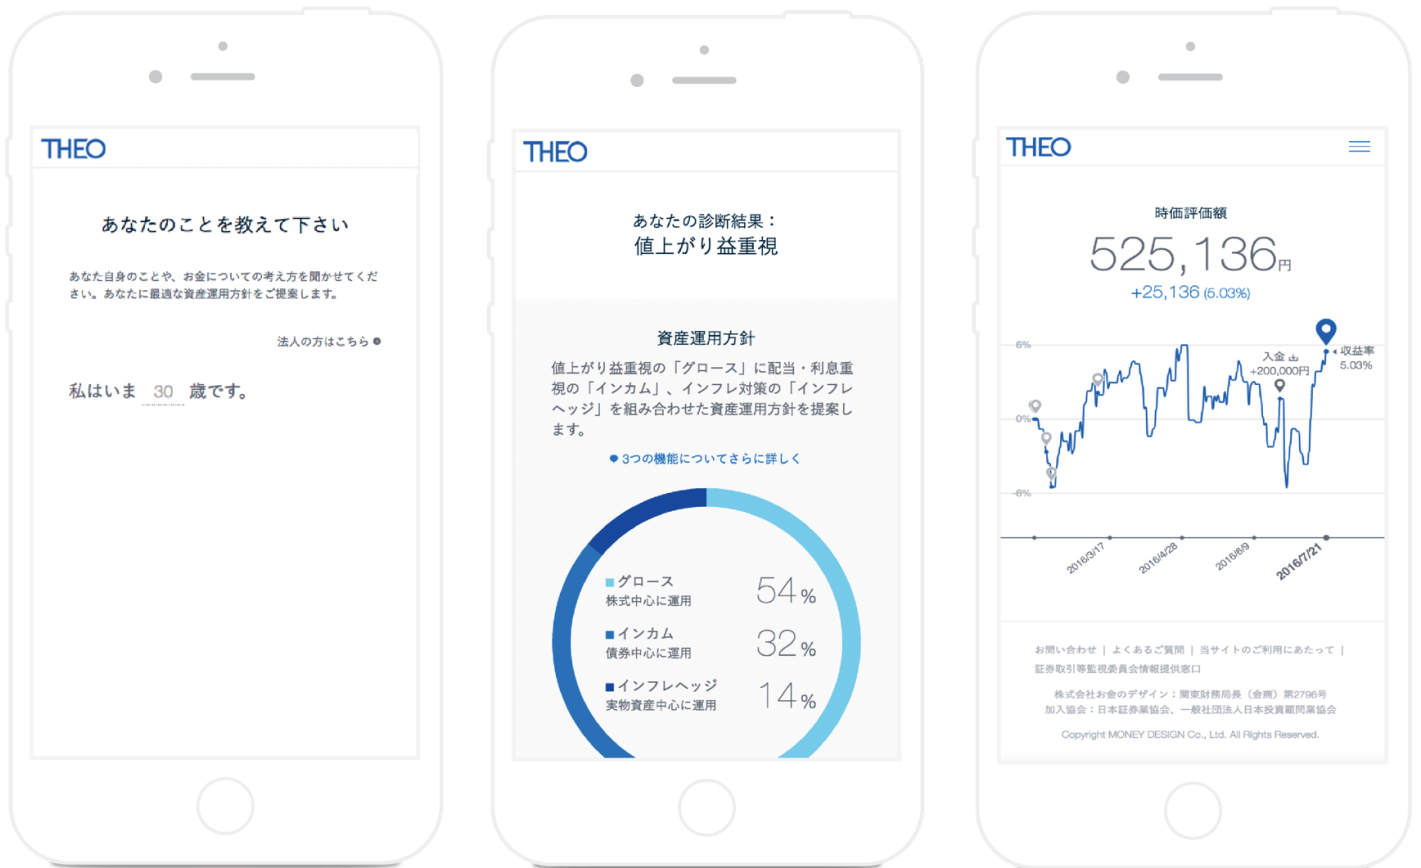 THEO
あなたのことを教えて下さい
あなた自身のことや、お金についての考え方を聞かせてくだ
さい。あなたに最適な資産運用方針をご提案します。
法人の方はこちら
私はいま 30 歳です。
THEO
あなたの診断結果：
値上がり益重視
資産運用方針
値上がり益重視の「グロース」に配当・利息重
視の「インカム」、インフレ対策の「インフレ
ヘッジ」を組み合わせた資産運用方針を提案し
ます。
3つの機能についてさらに詳しく
グロース
株式中心に運用
54%
インカム
債券中心に運用
32%
インフレヘッジ
実物資産中心に運用
14%
THEO
時価評価額
525,136円
+25,136 (5.03%)
6%
入金
+200,000円
収益率
5.03%
0%
-6%
2016/3/17
2016/4/28
2016/6/9
2016/7/21
お問い合わせ | よくあるご質問 | 当サイトのご利用にあたって |
証券取引等監視委員会情報提供窓口
株式会社お金のデザイン：関東財務局長（金商）第2796号
加入協会：日本証券業協会、一般社団法人日本投資顧問業協会
Copyright MONEY DESIGN Co., Ltd. All Rights Reserved.